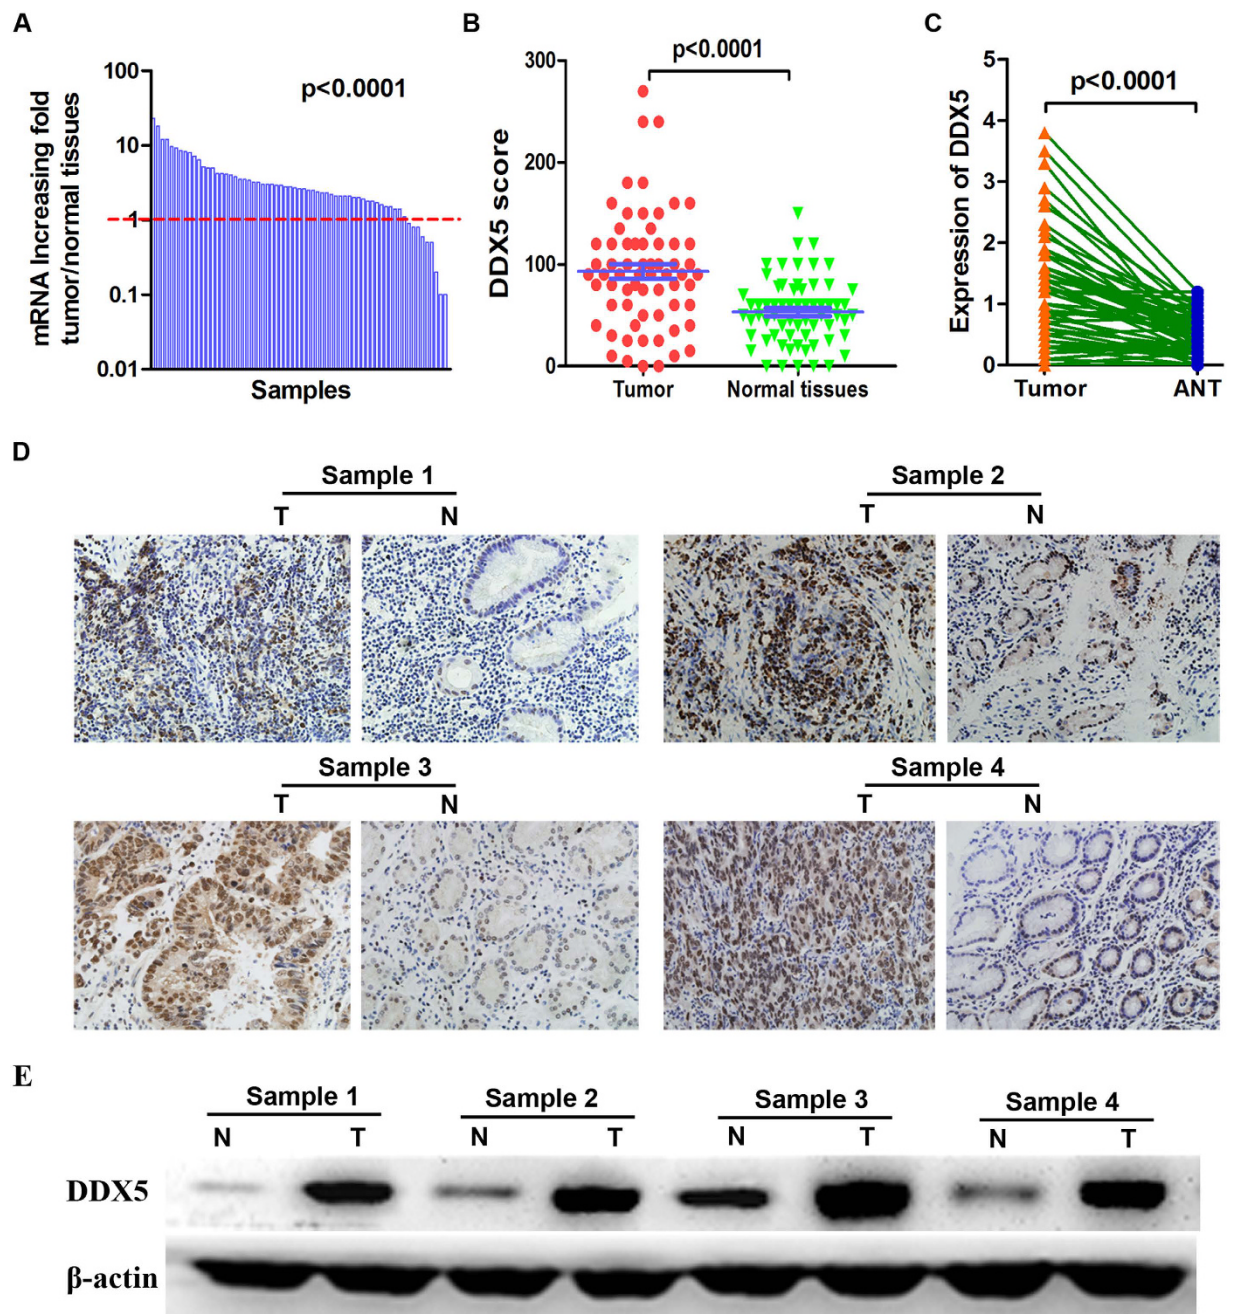 A
mRNA Increasing fold
tumor/normal tissues
100
10
1
0.1
0.01
p<0.0001
Samples
B
DDX5 score
300
200
100
0
p<0.0001
Tumor
Normal tissues
C
Expression of DDX5
5
4
3
2
1
0
p<0.0001
Tumor
ANT
D
Sample 1
T N
Sample 2
T N
Sample 3
T N
Sample 4
T N
E
Sample 1 Sample 2 Sample 3 Sample 4
N T N T N T N T
DDX5
β-actin